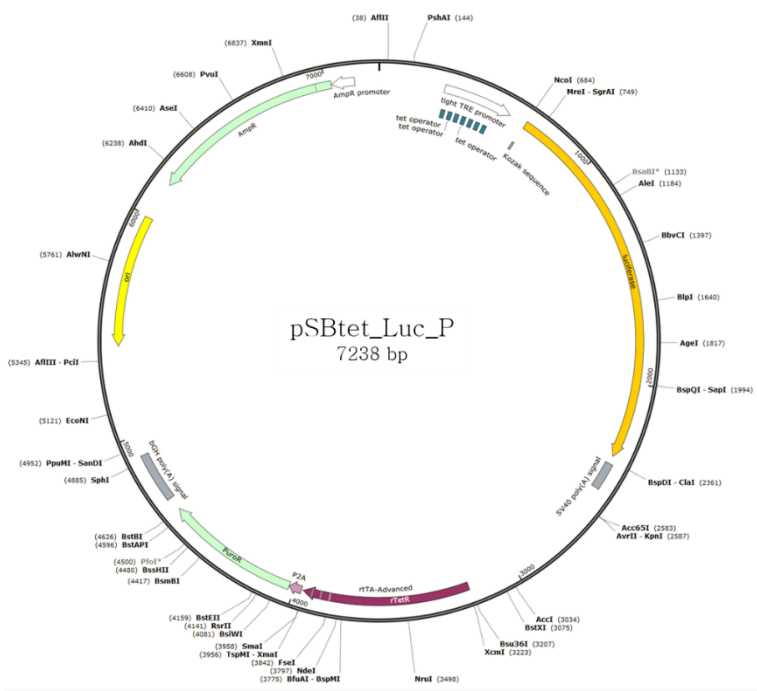 (38) AflII
PshAI (144)
NcoI (684)
MreI - SgrAI (749)
BsaBI* (1133)
AleI (1184)
BbvCI (1397)
BlpI (1640)
AgeI (1817)
BspQI - SapI (1994)
BspDI - ClaI (2361)
Acc65I (2583)
AvrII - KpnI (2587)
AccI (3034)
BstXI (3075)
Bsu36I (3207)
XcmI (3223)
NruI (3498)
(3775) BfuAI - BspMI
(3797) NdeI
(3842) FseI
(3956) TspMI - XmaI
(3958) SmaI
(4081) BsiWI
(4141) RsrII
(4159) BstEII
(4417) BsmBI
(4480) BssHII
(4500) PfoI*
(4596) BstAPI
(4626) BstBI
(4885) SphI
(4952) PpuMI - SanDI
(5121) EcoNI
(5345) AflIII - PciI
(5761) AlwNI
(6238) AhdI
(6410) AseI
(6608) PvuI
(6837) XmnI
1000
2000
3000
4000
5000
6000
7000
AmpR promoter
AmpR
ori
tight TRE promoter
tet operator
tet operator
tet operator
Kozak sequence
luciferase
SV40 poly(A) signal
rtTA-Advanced
rTetR
P2A
PuroR
bGH poly(A) signal
pSBtet_Luc_P
7238 bp